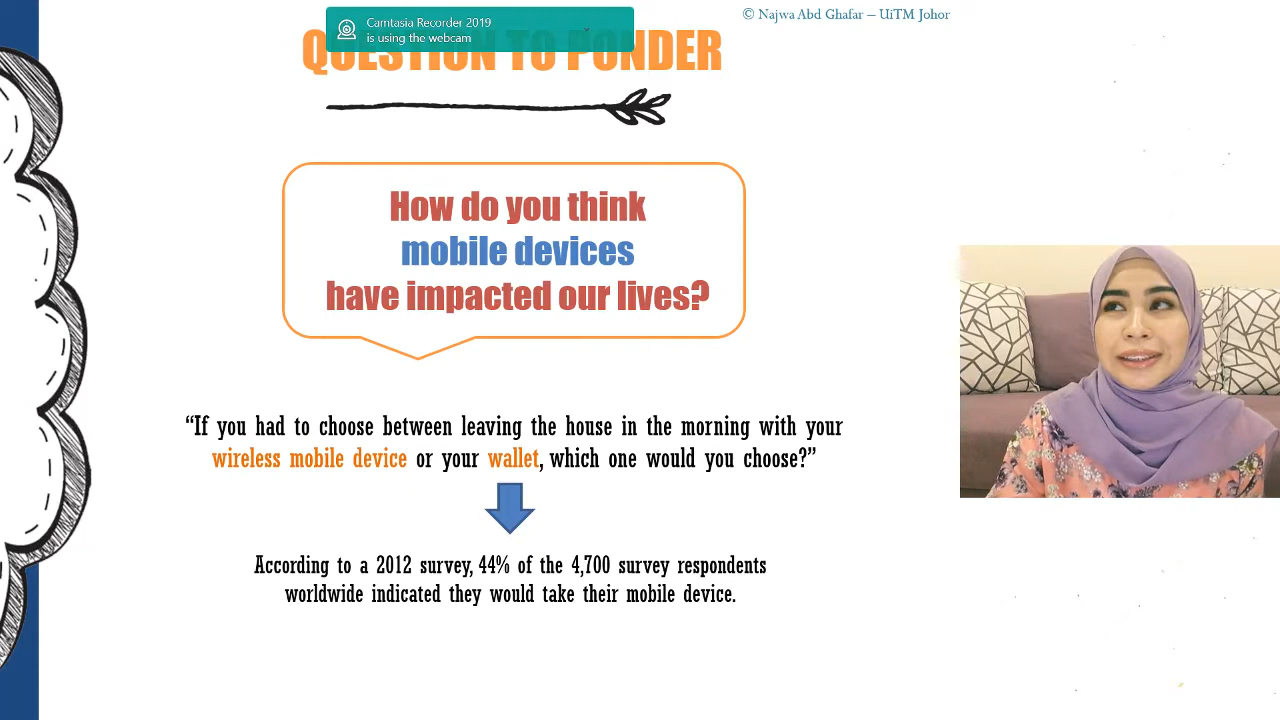 © Najwa Abd Ghafar – UiTM Johor
Camtasia Recorder 2019
is using the webcam
QUESTION TO PONDER
How do you think
mobile devices
have impacted our lives?
“If you had to choose between leaving the house in the morning with your
wireless mobile device or your wallet, which one would you choose?”
According to a 2012 survey, 44% of the 4,700 survey respondents
worldwide indicated they would take their mobile device.